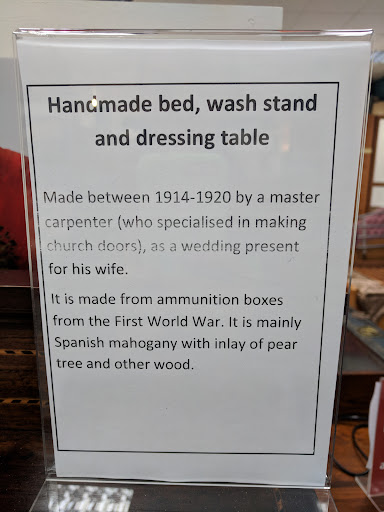 Handmade bed, wash stand
and dressing table
Made between 1914-1920 by a master
carpenter (who specialised in making
church doors), as a wedding present
for his wife.
It is made from ammunition boxes
from the First World War. It is mainly
Spanish mahogany with inlay of pear
tree and other wood.